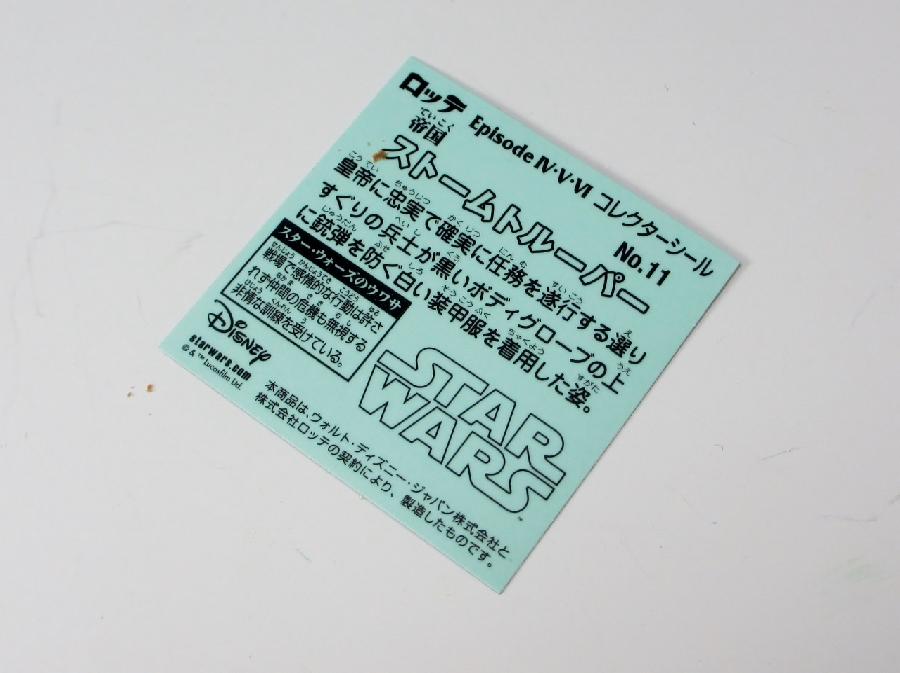 ロッテ Episode Ⅳ・Ⅴ・Ⅵ コレクターシール
帝国 ストームトルーパー No.11
皇帝に忠実で確実に任務を遂行する選り
すぐりの兵士が黒いボディグローブの上
に銃弾を防ぐ白い装甲服を着用した姿。
スター・ウォーズのウワサ
戦場で感情的な行動は許さ
れず仲間の危機も無視する
非情な訓練を受けている。
STAR
WARS
Disney
starwars.com
© & ™ Lucasfilm Ltd.
本商品は、ウォルト・ディズニー・ジャパン株式会社と
株式会社ロッテの契約により、製造したものです。